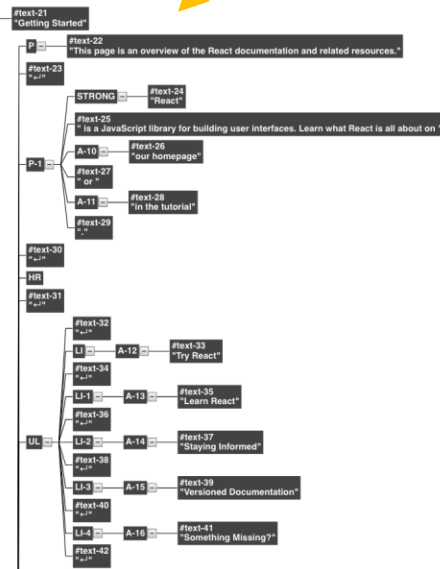 #text-21
"Getting Started"
P
#text-22
"This page is an overview of the React documentation and related resources."
#text-23
"↵"
STRONG
#text-24
"React"
#text-25
" is a JavaScript library for building user interfaces. Learn what React is all about on "
P-1
A-10
#text-26
"our homepage"
#text-27
" or "
A-11
#text-28
"in the tutorial"
#text-29
"."
#text-30
"↵"
HR
#text-31
"↵"
#text-32
"↵"
LI
A-12
#text-33
"Try React"
#text-34
"↵"
LI-1
A-13
#text-35
"Learn React"
#text-36
"↵"
UL
LI-2
A-14
#text-37
"Staying Informed"
#text-38
"↵"
LI-3
A-15
#text-39
"Versioned Documentation"
#text-40
"↵"
LI-4
A-16
#text-41
"Something Missing?"
#text-42
"↵"